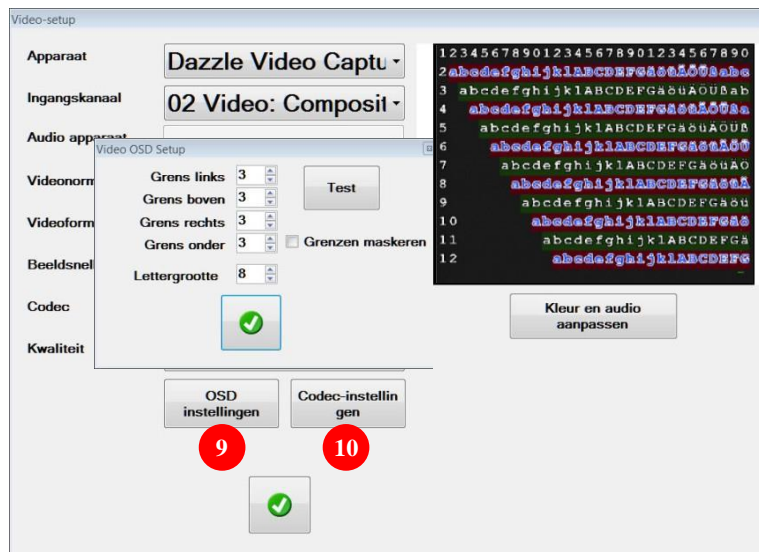 Video-setup
Apparaat
Dazzle Video Captu
Ingangskanaal
02 Video: Composit
Audio apparaat
Video OSD Setup
Videonorm
Grens links 3
Grens boven 3
Test
Videoform
Grens rechts 3
Grens onder 3
Grenzen maskeren
Beeldsnel
Lettergrootte 8
Codec
Kwaliteit
OSD
instellingen
Codec-instellin
gen
9
10
123456789012345678901234567890
2abcdefghijklABCDEFGäöüÄÖÜßabc
3 abcdefghijklABCDEFGäöüÄÖÜßab
4 abcdefghijklABCDEFGäöüÄÖÜßa
5 abcdefghijklABCDEFGäöüÄÖÜß
6 abcdefghijklABCDEFGäöüÄÖÜ
7 abcdefghijklABCDEFGäöüÄÖ
8 abcdefghijklABCDEFGäöüÄ
9 abcdefghijklABCDEFGäöü
10 abcdefghijklABCDEFGäö
11 abcdefghijklABCDEFGä
12 abcdefghijklABCDEFG
Kleur en audio
aanpassen